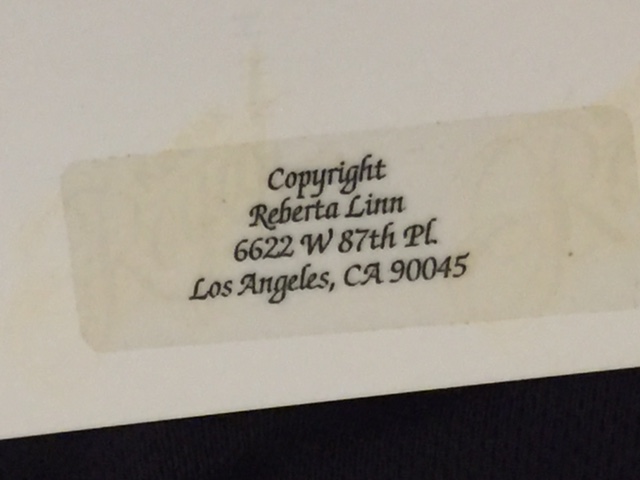 Copyright
Reberta Linn
6622 W 87th Pl.
Los Angeles, CA 90045